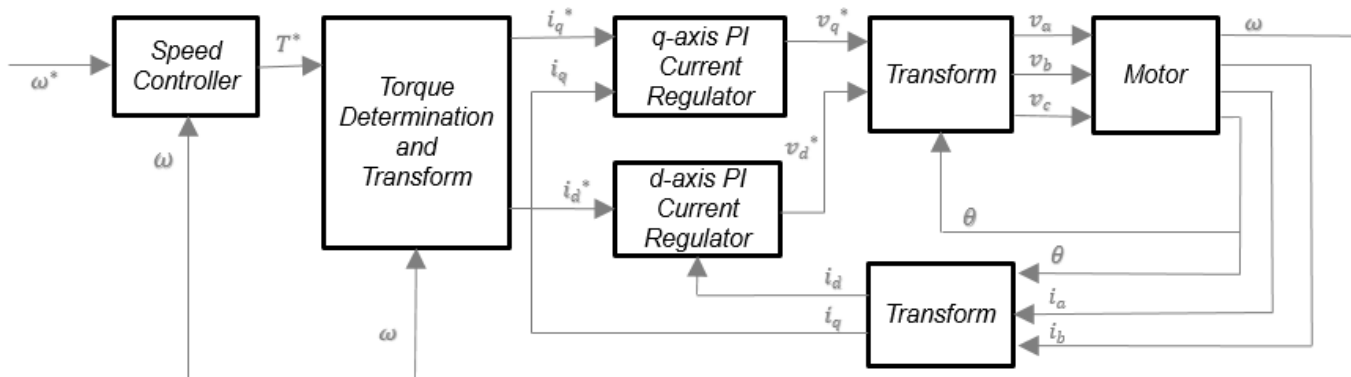 ω*
Speed
Controller
ω
T*
Torque
Determination
and
Transform
ω
i_q*
i_q
q-axis PI
Current
Regulator
v_q*
i_d*
d-axis PI
Current
Regulator
v_d*
Transform
v_a
v_b
v_c
Motor
ω
θ
θ
i_a
i_b
Transform
i_d
i_q